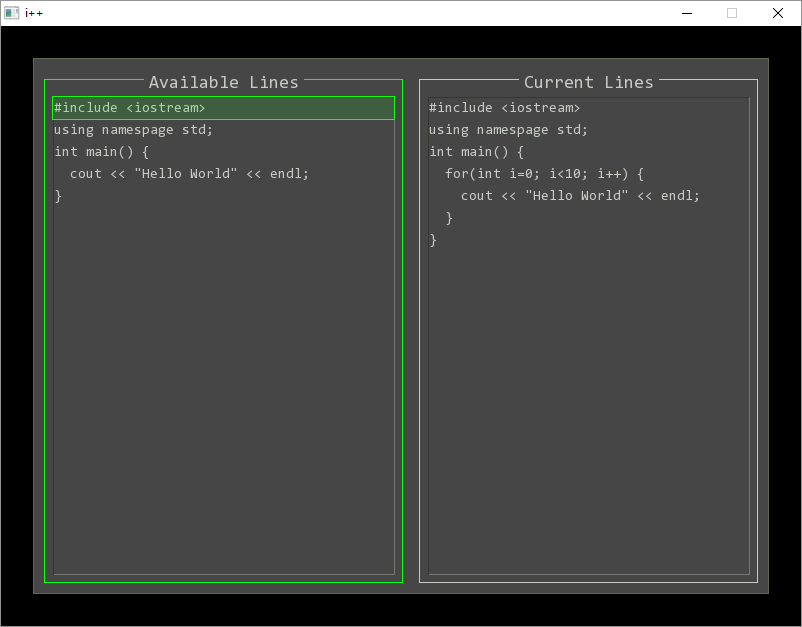 i++
Available Lines
#include <iostream>
using namespage std;
int main() {
  cout << "Hello World" << endl;
}
Current Lines
#include <iostream>
using namespage std;
int main() {
  for(int i=0; i<10; i++) {
    cout << "Hello World" << endl;
  }
}